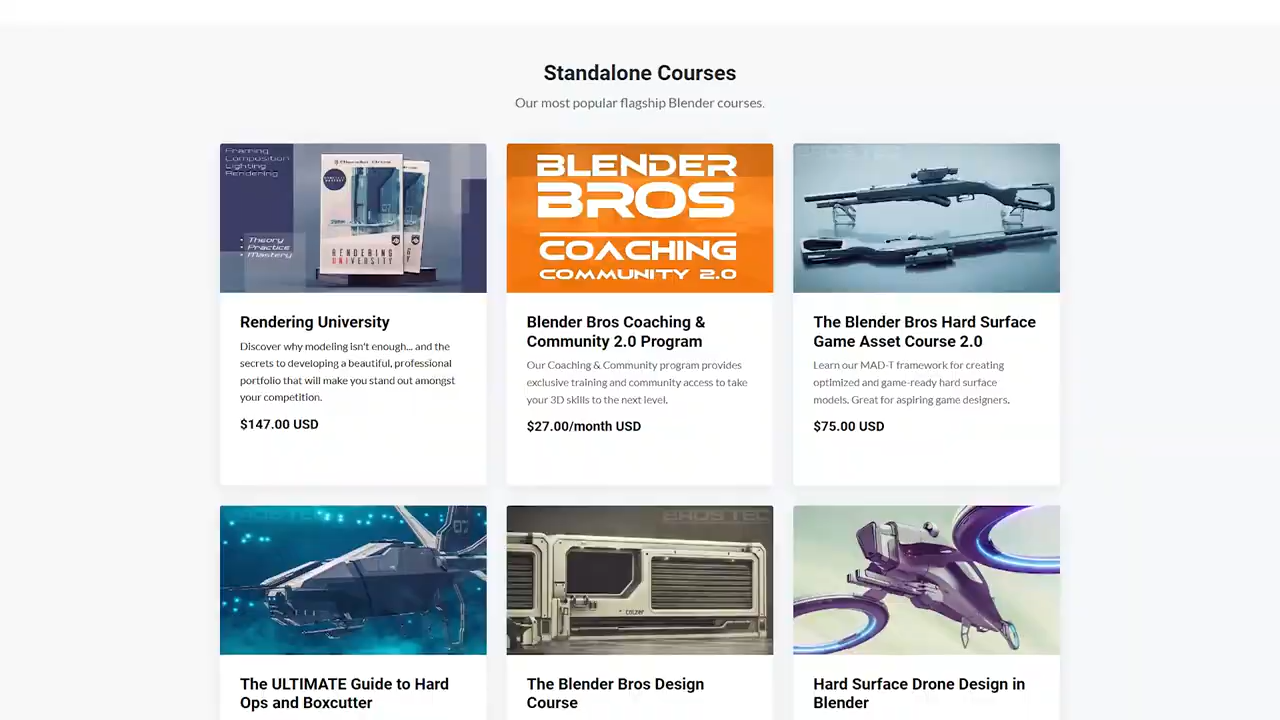 Standalone Courses
Our most popular flagship Blender courses.
Framing
Composition
Lighting
Rendering
Theory
Practice
Mastery
RENDERING
UNIVERSITY
BLENDER
BROS
COACHING
COMMUNITY 2.0
Rendering University
Discover why modeling isn't enough... and the
secrets to developing a beautiful, professional
portfolio that will make you stand out amongst
your competition.
$147.00 USD
Blender Bros Coaching &
Community 2.0 Program
Our Coaching & Community program provides
exclusive training and community access to take
your 3D skills to the next level.
$27.00/month USD
The Blender Bros Hard Surface
Game Asset Course 2.0
Learn our MAD-T framework for creating
optimized and game-ready hard surface
models. Great for aspiring game designers.
$75.00 USD
07
BROSTEC
The ULTIMATE Guide to Hard
Ops and Boxcutter
The Blender Bros Design
Course
Hard Surface Drone Design in
Blender